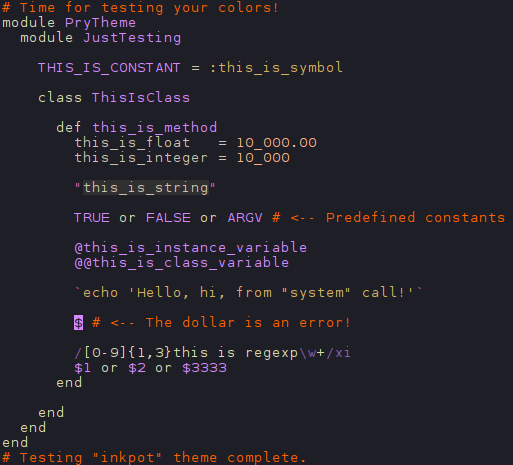 # Time for testing your colors!
module PryTheme
  module JustTesting

    THIS_IS_CONSTANT = :this_is_symbol

    class ThisIsClass

      def this_is_method
        this_is_float   = 10_000.00
        this_is_integer = 10_000

        "this_is_string"

        TRUE or FALSE or ARGV # <-- Predefined constants

        @this_is_instance_variable
        @@this_is_class_variable

        `echo 'Hello, hi, from "system" call!'`

        $ # <-- The dollar is an error!

        /[0-9]{1,3}this is regexp\w+/xi
        $1 or $2 or $3333
      end

    end
  end
end
# Testing "inkpot" theme complete.